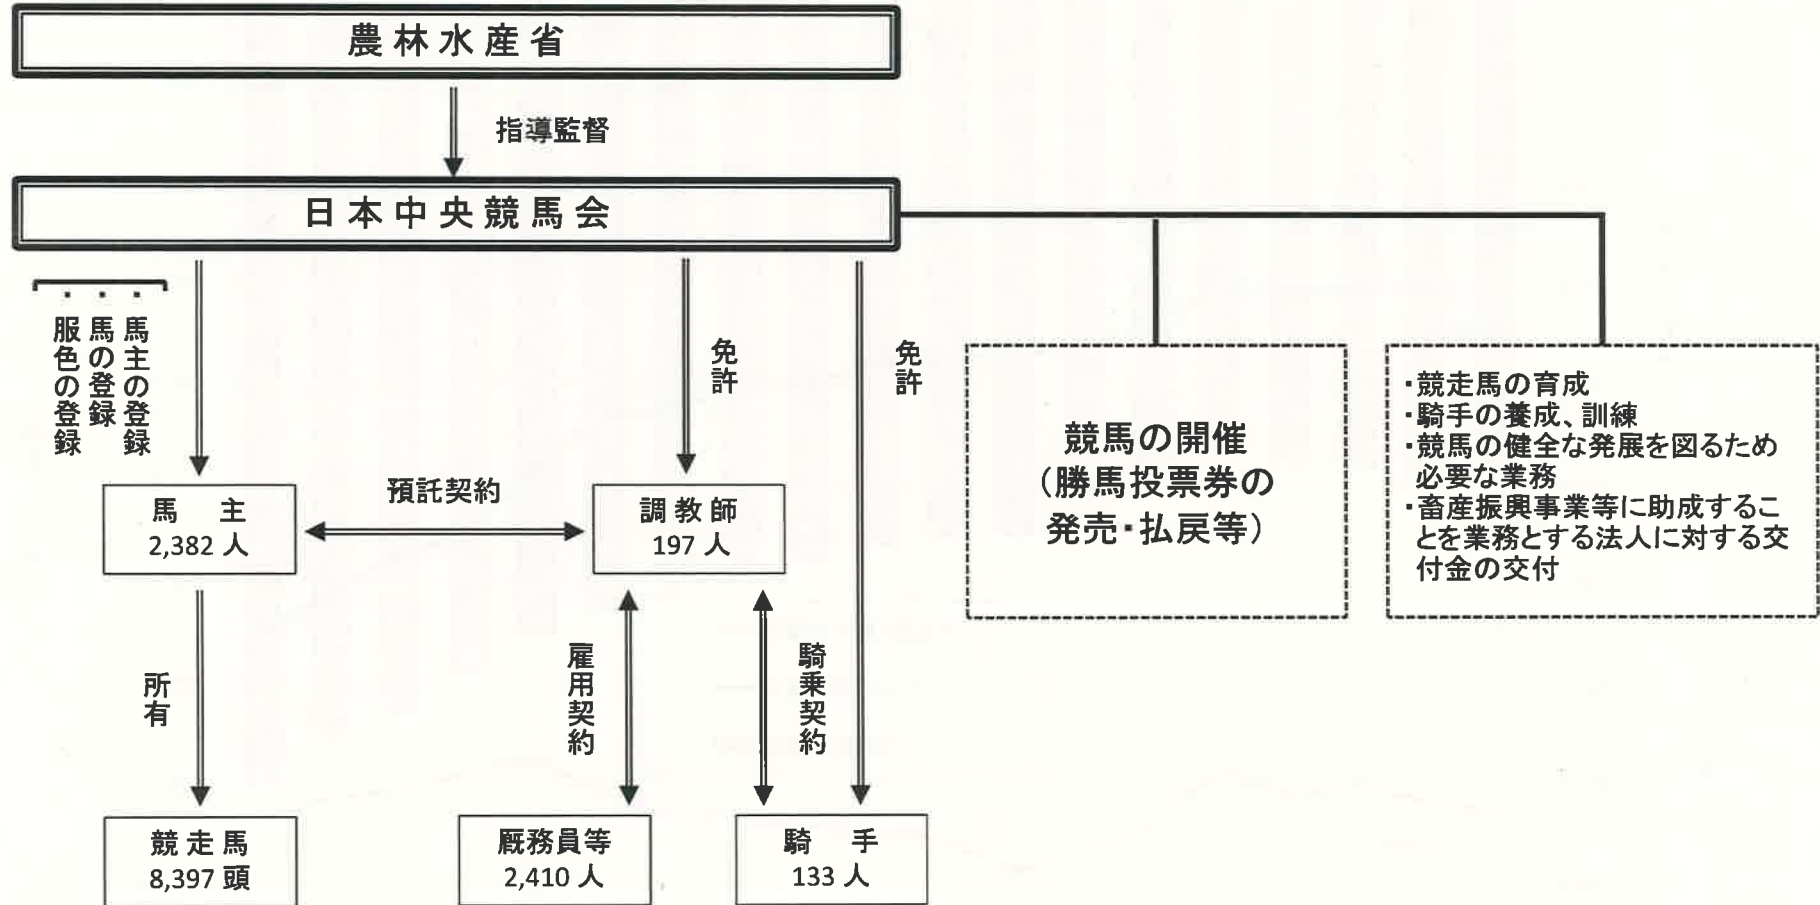 農林水産省
指導監督
日本中央競馬会
・馬主の登録
・馬の登録
・服色の登録
免許
免許
競馬の開催
（勝馬投票券の
発売・払戻等）
・競走馬の育成
・騎手の養成、訓練
・競馬の健全な発展を図るため
必要な業務
・畜産振興事業等に助成するこ
とを業務とする法人に対する交
付金の交付
馬　主
2,382 人
預託契約
調教師
197 人
所有
雇用契約
騎乗契約
競走馬
8,397 頭
厩務員等
2,410 人
騎　手
133 人